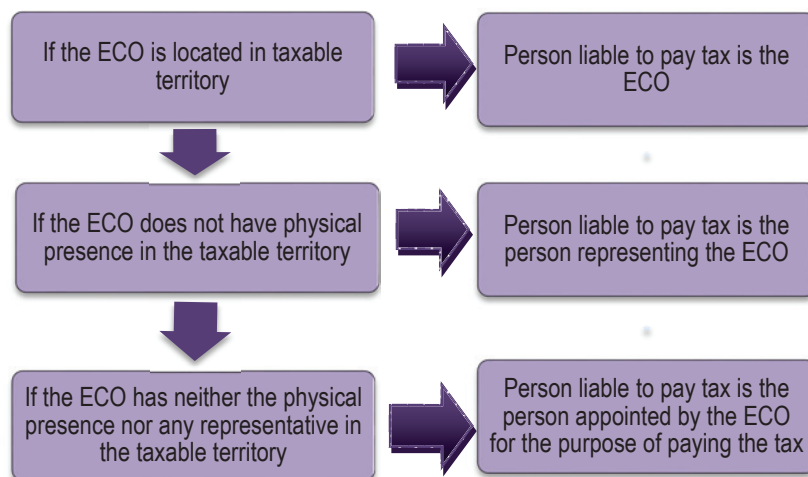 If the ECO is located in taxable
territory
Person liable to pay tax is the
ECO
If the ECO does not have physical
presence in the taxable territory
Person liable to pay tax is the
person representing the ECO
If the ECO has neither the physical
presence nor any representative in
the taxable territory
Person liable to pay tax is the
person appointed by the ECO
for the purpose of paying the tax